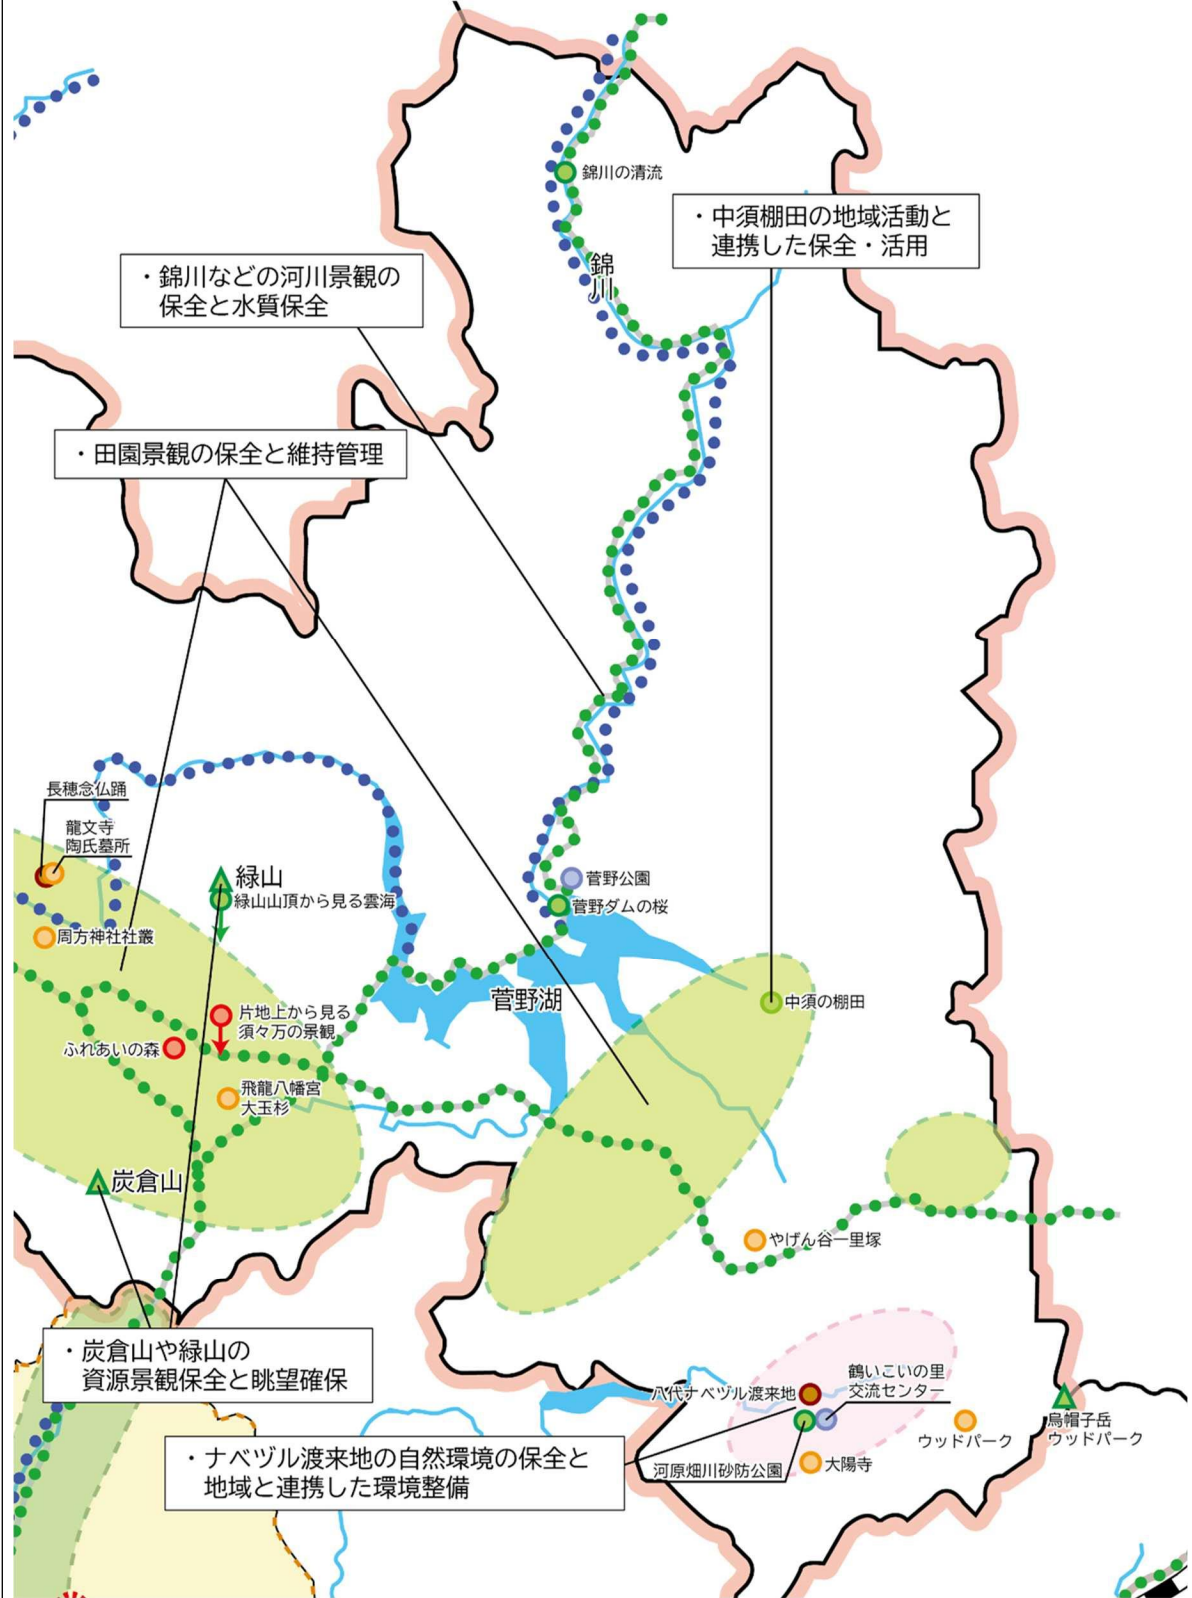 錦川の清流
・中須棚田の地域活動と
連携した保全・活用
錦川
・錦川などの河川景観の
保全と水質保全
・田園景観の保全と維持管理
長穂念仏踊
龍文寺
陶氏墓所
緑山
緑山山頂から見る雲海
周方神社社叢
菅野公園
菅野ダムの桜
菅野湖
中須の棚田
片地上から見る
須々万の景観
ふれあいの森
飛龍八幡宮
大玉杉
炭倉山
やげん谷一里塚
・炭倉山や緑山の
資源景観保全と眺望確保
八代ナベヅル渡来地
鶴いこいの里
交流センター
烏帽子岳
ウッドパーク
ウッドパーク
・ナベヅル渡来地の自然環境の保全と
地域と連携した環境整備
河原畑川砂防公園
大陽寺